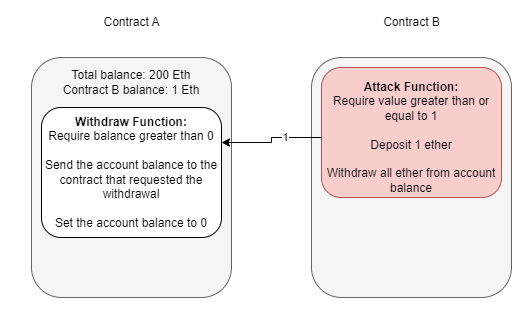 Contract A
Contract B
Total balance: 200 Eth
Contract B balance: 1 Eth
Withdraw Function:
Require balance greater than 0
Send the account balance to the
contract that requested the
withdrawal
Set the account balance to 0
1
Attack Function:
Require value greater than or
equal to 1
Deposit 1 ether
Withdraw all ether from account
balance